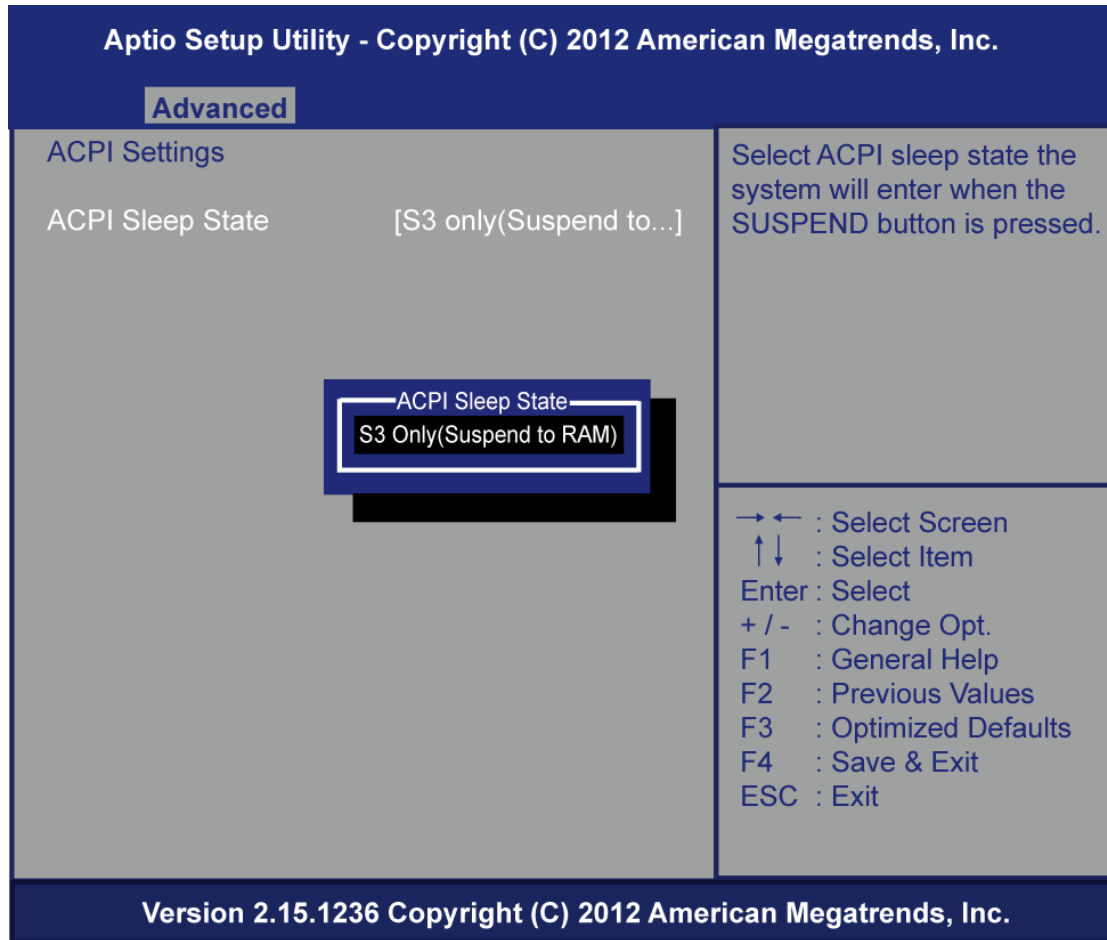 Aptio Setup Utility - Copyright (C) 2012 American Megatrends, Inc.
Advanced
ACPI Settings
ACPI Sleep State [S3 only(Suspend to...]
ACPI Sleep State
S3 Only(Suspend to RAM)
Select ACPI sleep state the
system will enter when the
SUSPEND button is pressed.
→ ← : Select Screen
↑↓ : Select Item
Enter : Select
+ / - : Change Opt.
F1 : General Help
F2 : Previous Values
F3 : Optimized Defaults
F4 : Save & Exit
ESC : Exit
Version 2.15.1236 Copyright (C) 2012 American Megatrends, Inc.